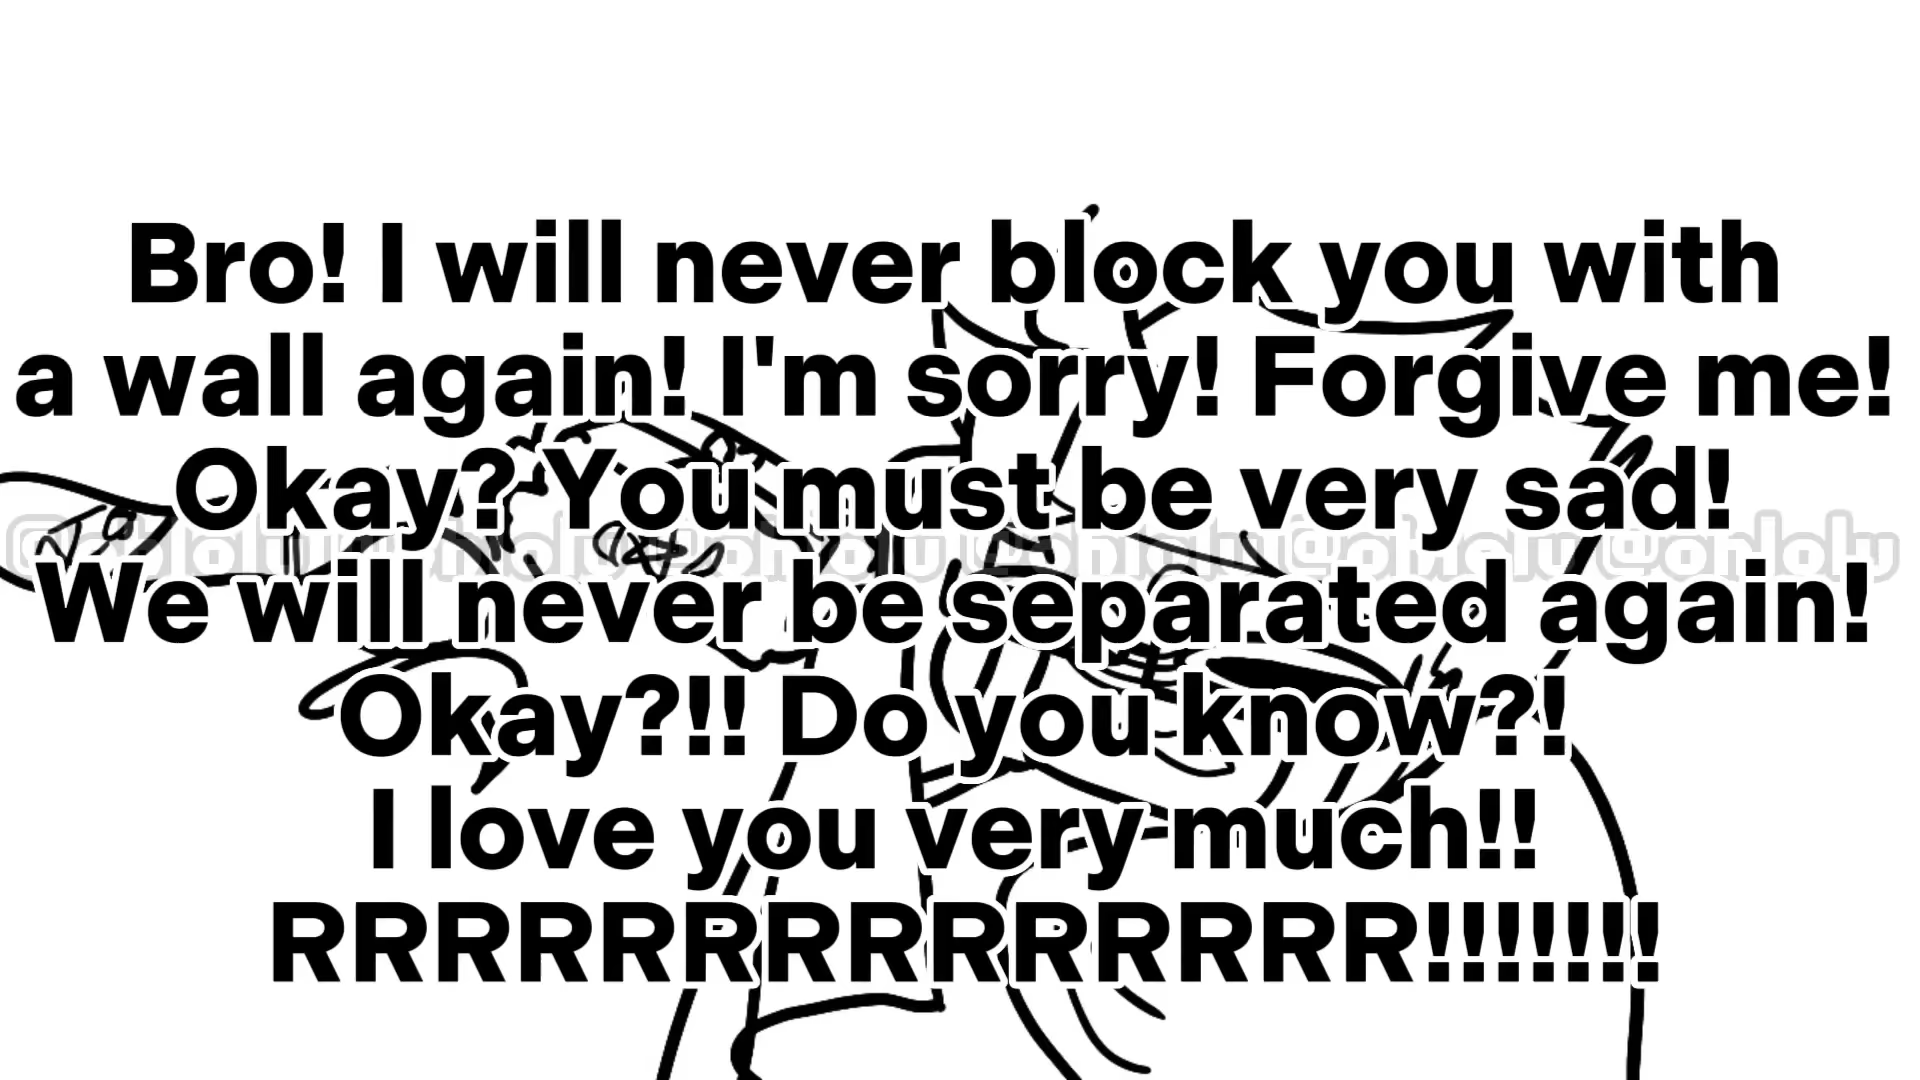 Bro! I will never block you with
a wall again! I'm sorry! Forgive me!
Okay? You must be very sad!
We will never be separated again!
Okay?!! Do you know?!
I love you very much!!
RRRRRRRRRRRRRR!!!!!!!